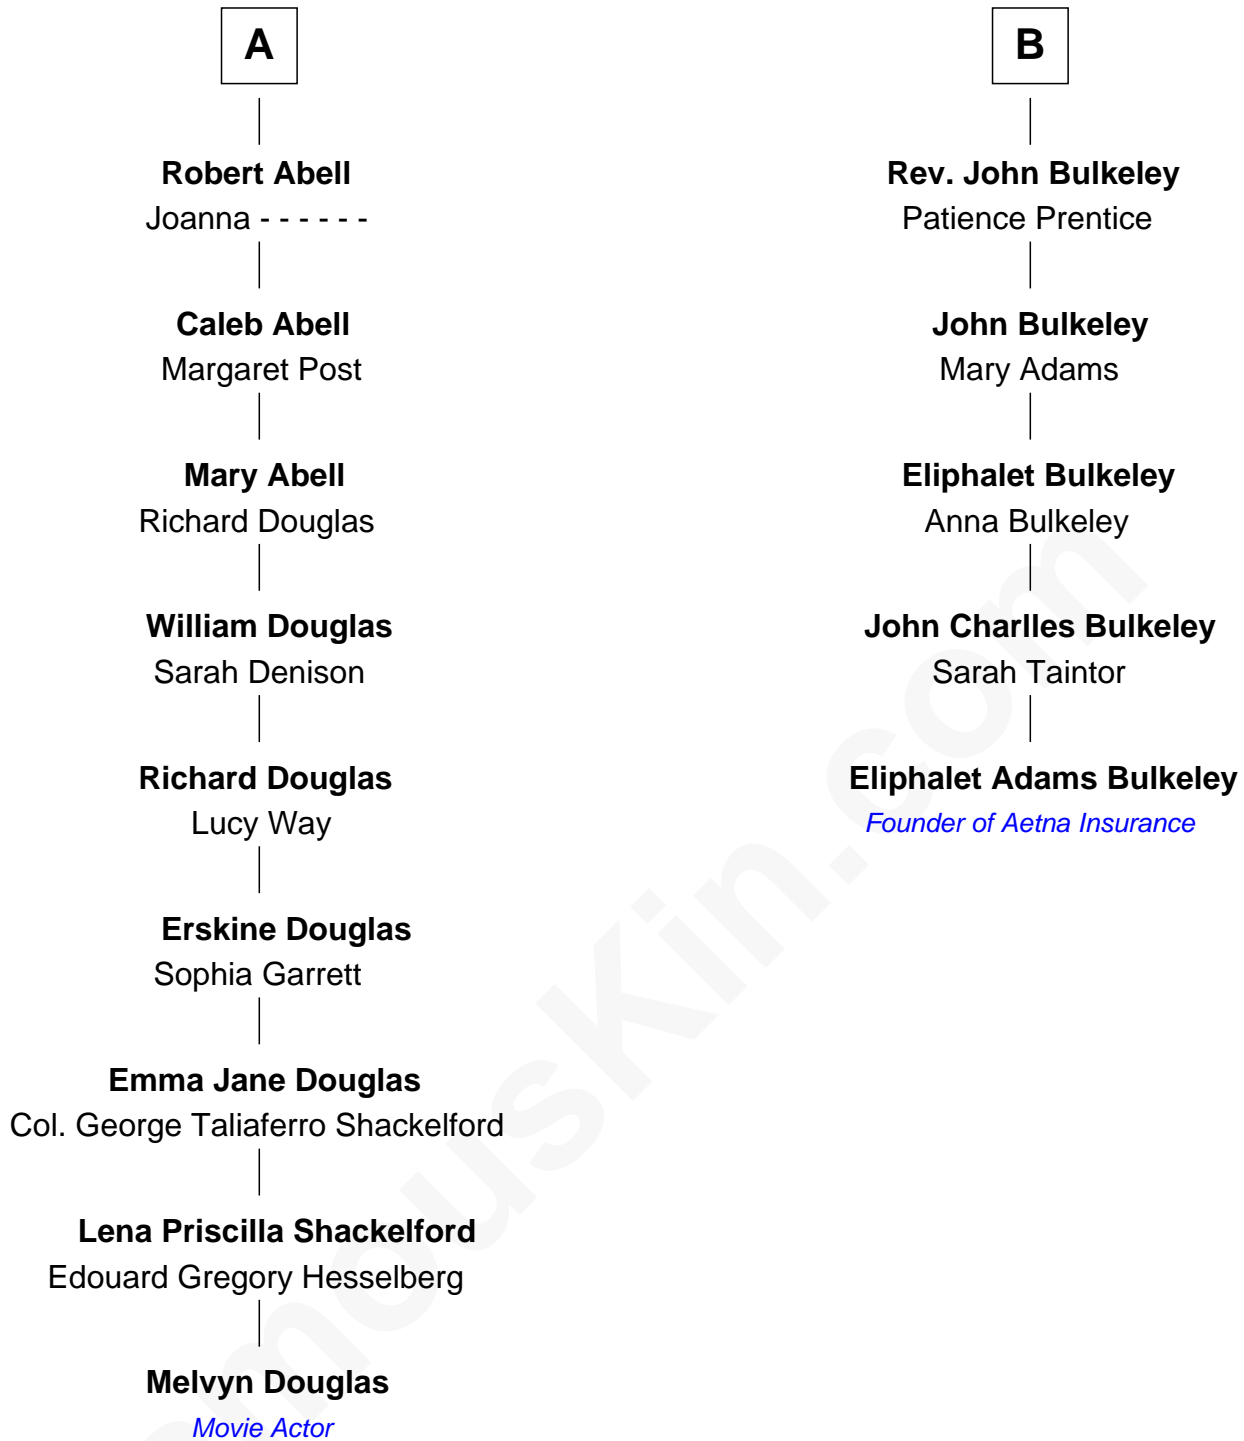 A
Robert Abell
Joanna - - - - - -
Caleb Abell
Margaret Post
Mary Abell
Richard Douglas
William Douglas
Sarah Denison
Richard Douglas
Lucy Way
Erskine Douglas
Sophia Garrett
Emma Jane Douglas
Col. George Taliaferro Shackelford
Lena Priscilla Shackelford
Edouard Gregory Hesselberg
Melvyn Douglas
Movie Actor
B
Rev. John Bulkeley
Patience Prentice
John Bulkeley
Mary Adams
Eliphalet Bulkeley
Anna Bulkeley
John Charlles Bulkeley
Sarah Taintor
Eliphalet Adams Bulkeley
Founder of Aetna Insurance
mousKin.com